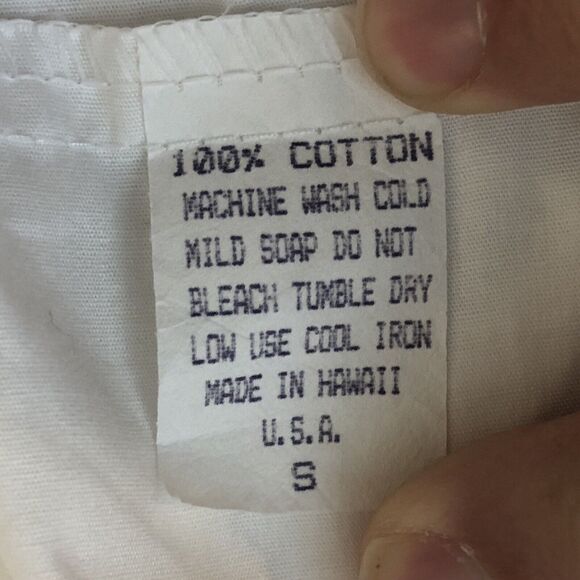 100% COTTON
MACHINE WASH COLD
MILD SOAP DO NOT
BLEACH TUMBLE DRY
LOW USE COOL IRON
MADE IN HAWAII
U.S.A.
S